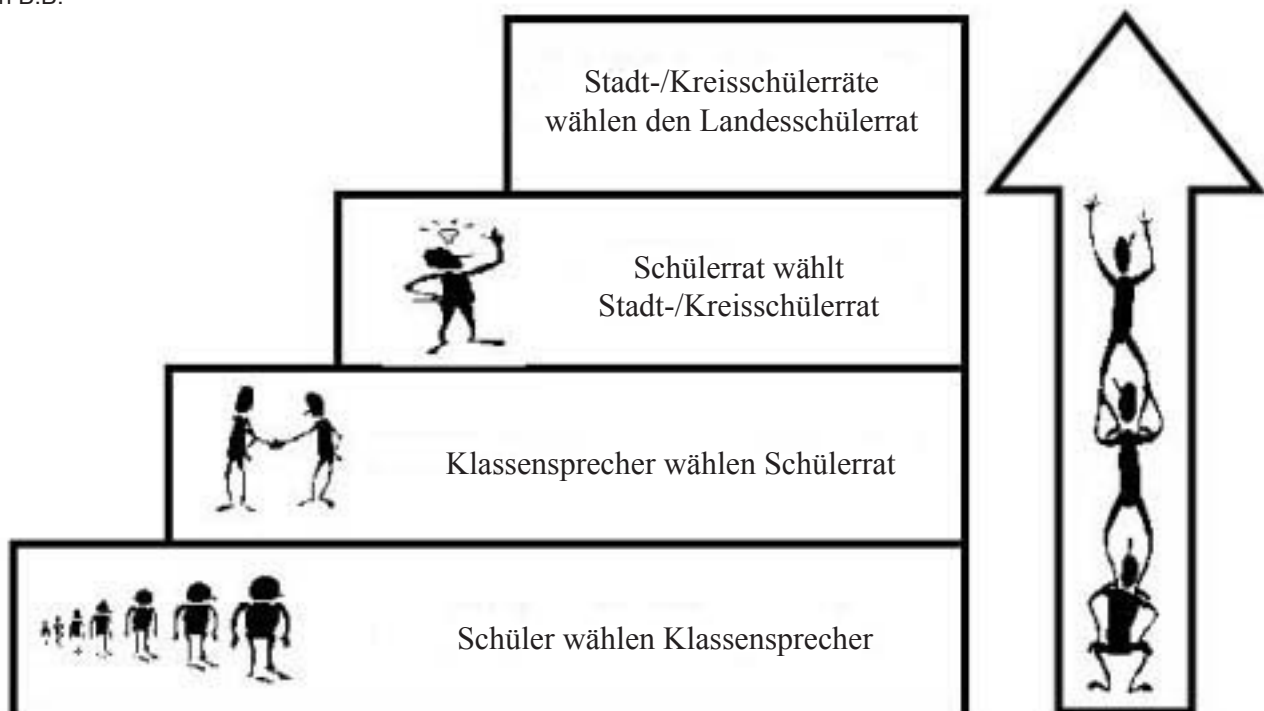 Stadt-/Kreisschülerräte
wählen den Landesschülerrat
Schülerrat wählt
Stadt-/Kreisschülerrat
Klassensprecher wählen Schülerrat
Schüler wählen Klassensprecher